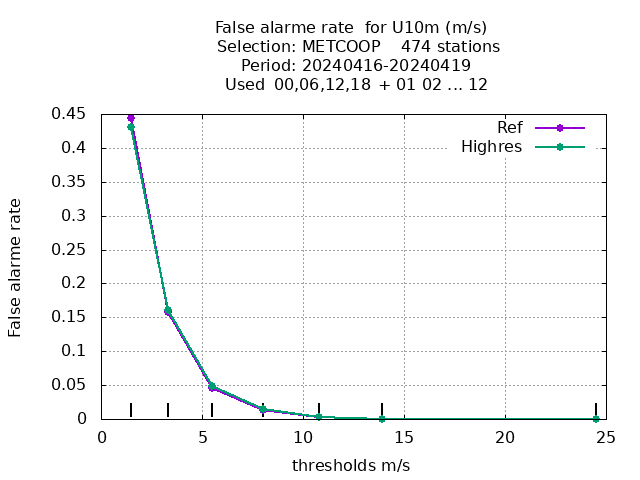 False alarme rate  for U10m (m/s)
Selection: METCOOP    474 stations
Period: 20240416-20240419
Used  00,06,12,18 + 01 02 ... 12
Ref
Highres
False alarme rate
0.45
0.4
0.35
0.3
0.25
0.2
0.15
0.1
0.05
0
0 5 10 15 20 25
thresholds m/s